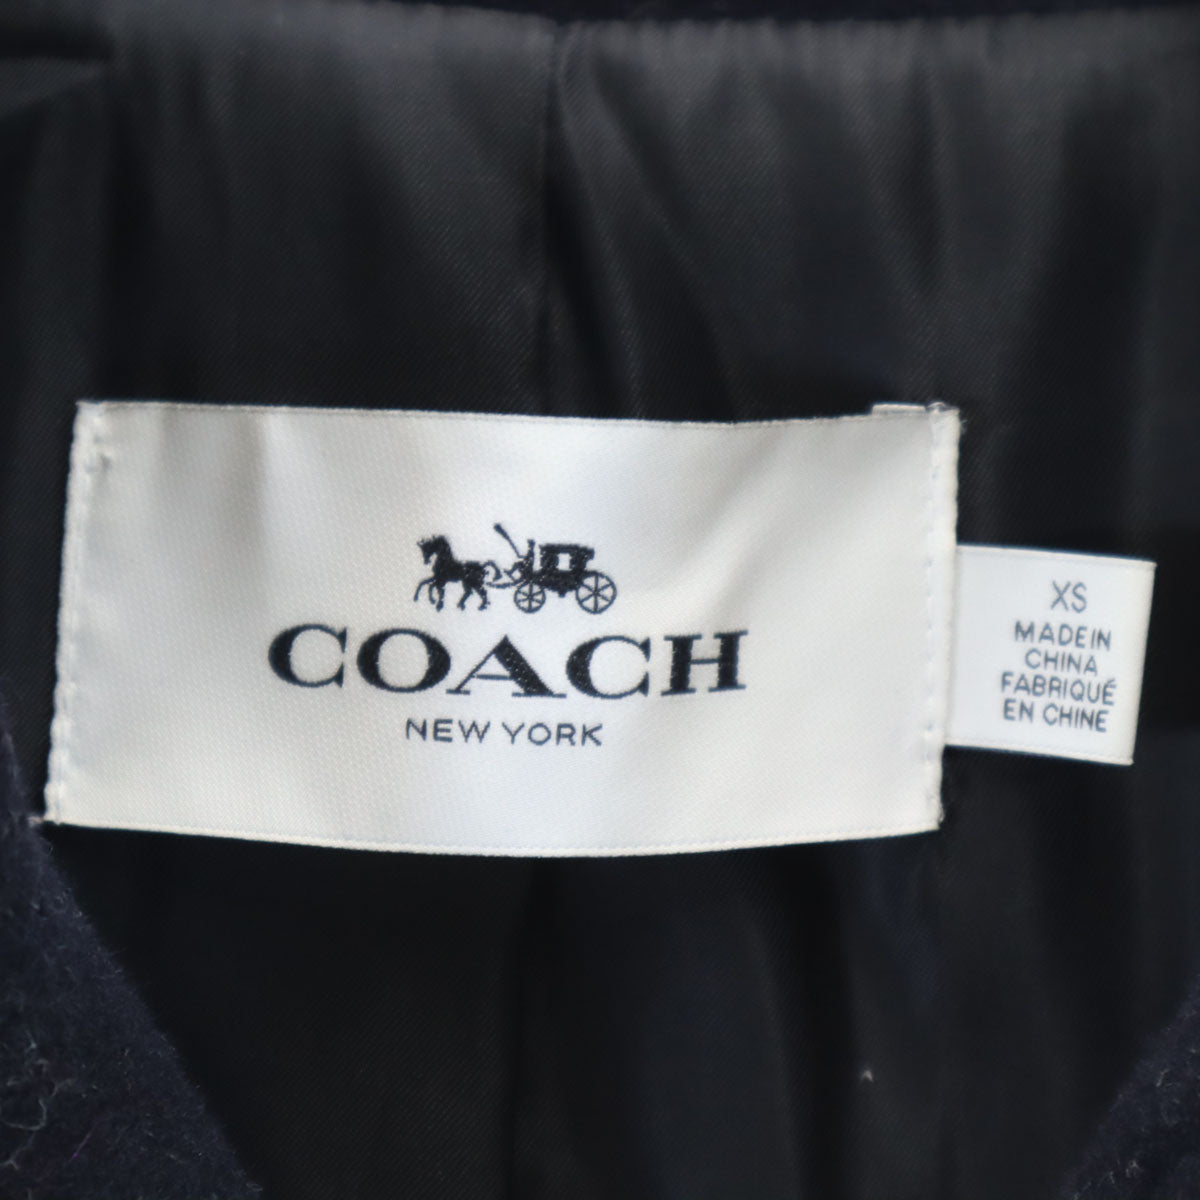 COACH
NEW YORK
XS
MADE IN
CHINA
FABRIQUÉ
EN CHINE